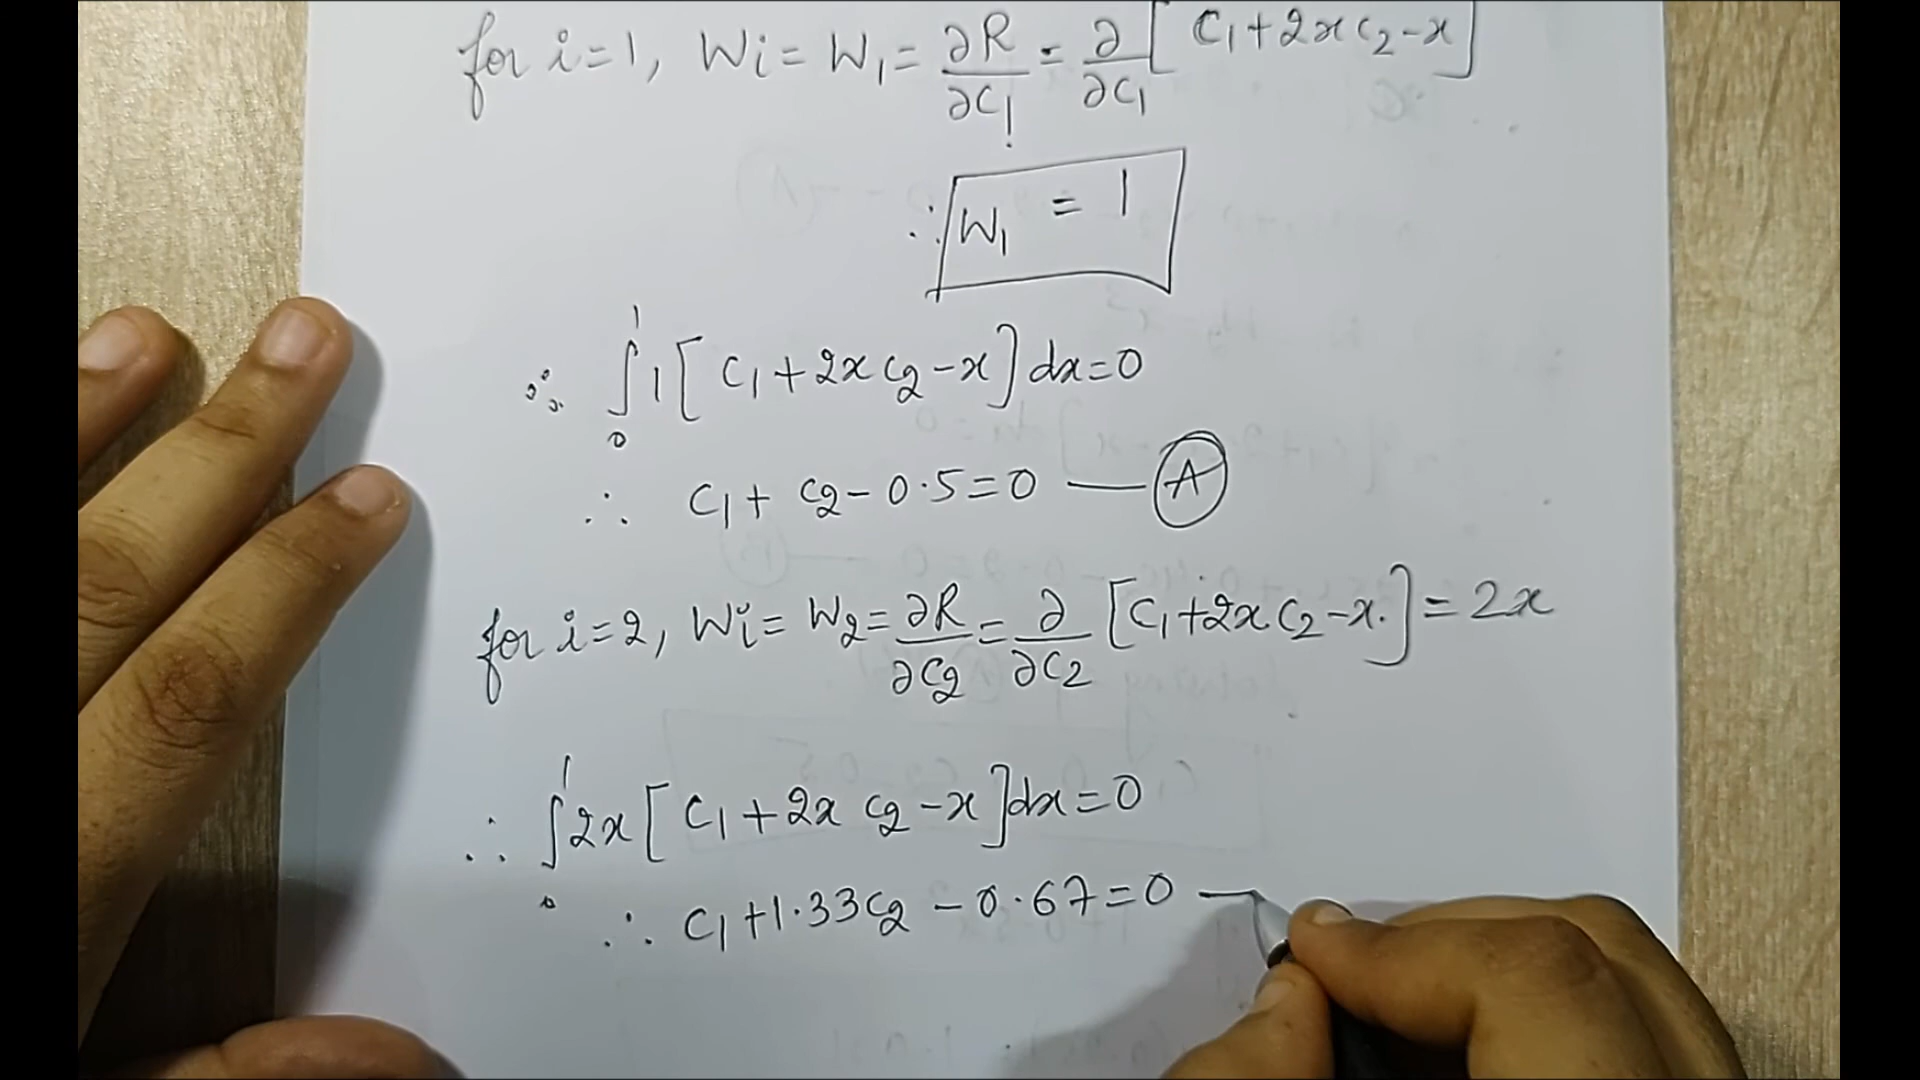 for i=1, Wi = W₁ = ∂R/∂C₁ = ∂/∂C₁ [C₁+2xC₂-x]
∴ W₁ = 1
∴ ∫₀¹ 1[C₁+2xC₂-x]dx=0
∴ C₁+C₂-0.5=0 — A
for i=2, Wi = W₂ = ∂R/∂C₂ = ∂/∂C₂ [C₁+2xC₂-x.] = 2x
∴ ∫₀¹ 2x[C₁+2xC₂-x]dx=0
∴ C₁+1.33C₂-0.67=0 —